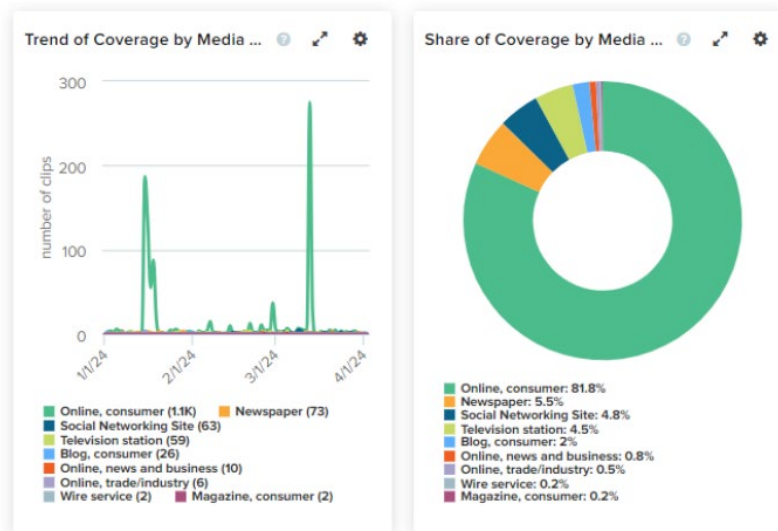 Trend of Coverage by Media ... ?
300
200
100
0
number of clips
1/1/24
2/1/24
3/1/24
4/1/24
Online, consumer (1.1K) Newspaper (73)
Social Networking Site (63)
Television station (59)
Blog, consumer (26)
Online, news and business (10)
Online, trade/industry (6)
Wire service (2) Magazine, consumer (2)
Share of Coverage by Media ... ?
Online, consumer: 81.8%
Newspaper: 5.5%
Social Networking Site: 4.8%
Television station: 4.5%
Blog, consumer: 2%
Online, news and business: 0.8%
Online, trade/industry: 0.5%
Wire service: 0.2%
Magazine, consumer: 0.2%